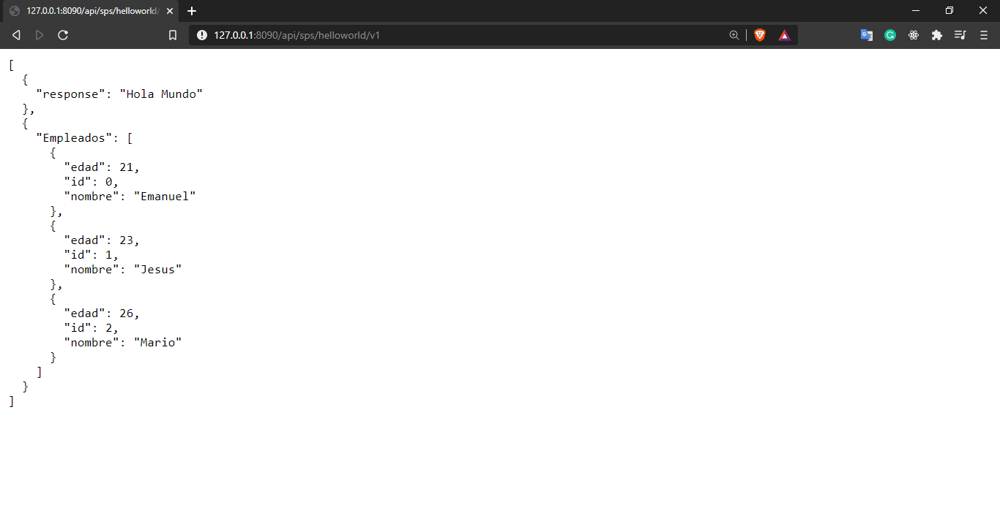 127.0.0.1:8090/api/sps/helloworld/
127.0.0.1:8090/api/sps/helloworld/v1
[
  {
    "response": "Hola Mundo"
  },
  {
    "Empleados": [
      {
        "edad": 21,
        "id": 0,
        "nombre": "Emanuel"
      },
      {
        "edad": 23,
        "id": 1,
        "nombre": "Jesus"
      },
      {
        "edad": 26,
        "id": 2,
        "nombre": "Mario"
      }
    ]
  }
]